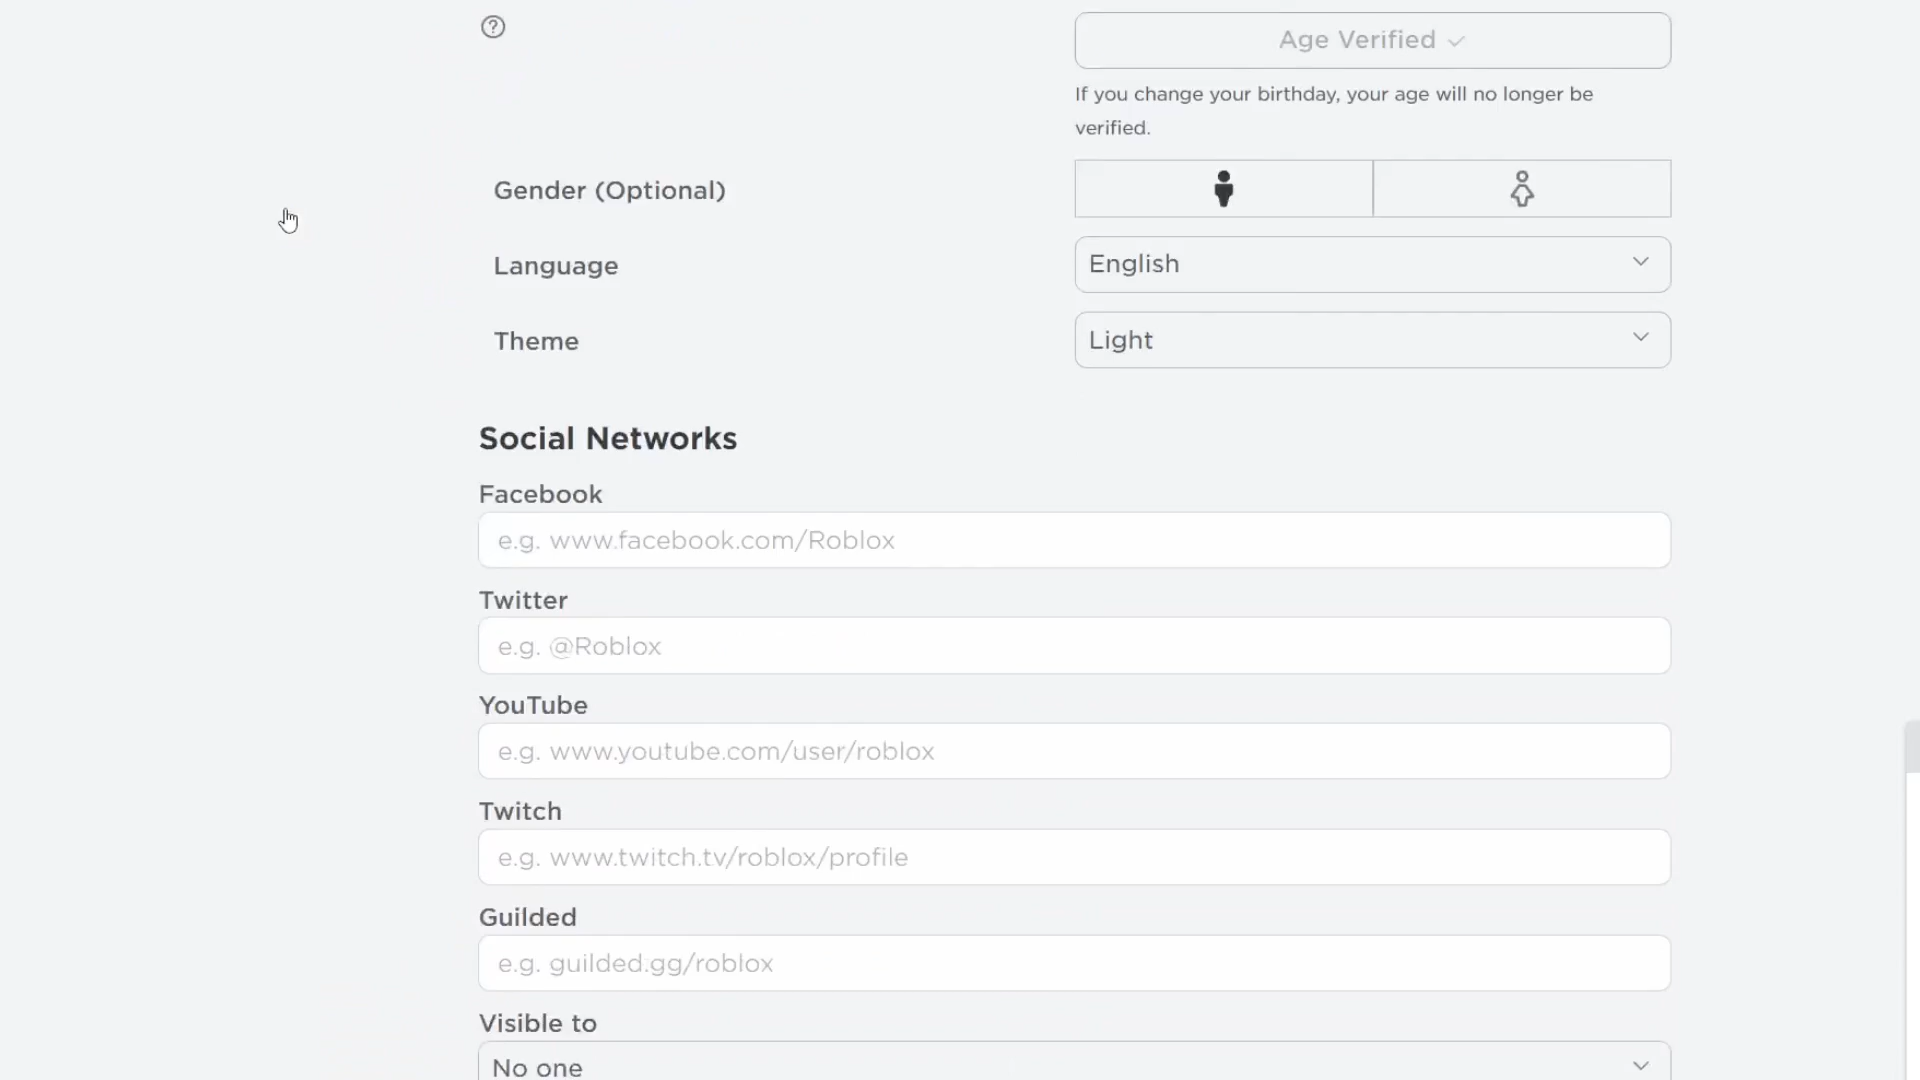 Age Verified
If you change your birthday, your age will no longer be
verified.
Gender (Optional)
Language
English
Theme
Light
Social Networks
Facebook
e.g. www.facebook.com/Roblox
Twitter
e.g. @Roblox
YouTube
e.g. www.youtube.com/user/roblox
Twitch
e.g. www.twitch.tv/roblox/profile
Guilded
e.g. guilded.gg/roblox
Visible to
No one